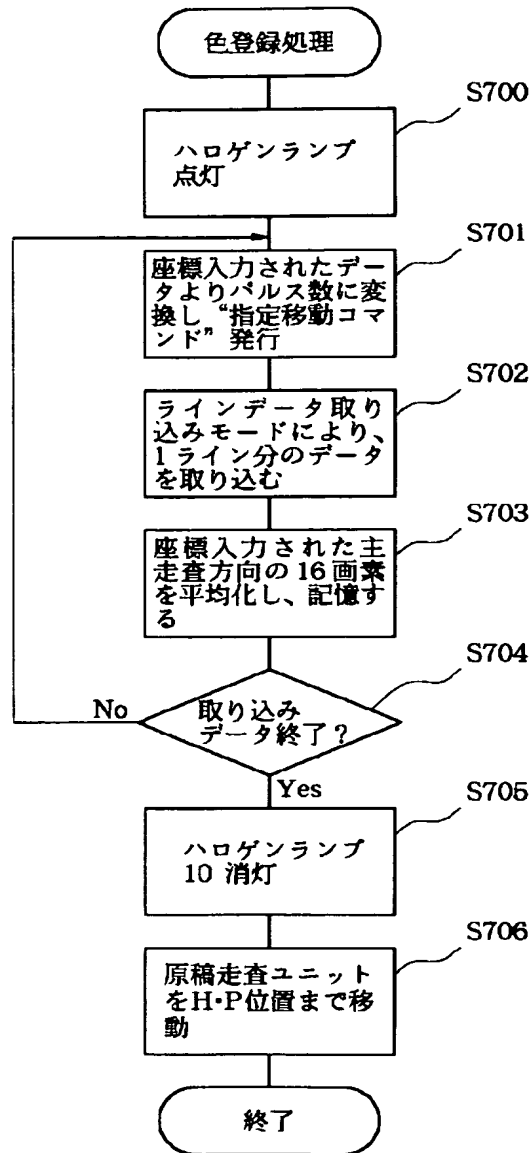 色登録処理
S700
ハロゲンランプ
点灯
S701
座標入力されたデー
タよりパルス数に変
換し“指定移動コマ
ンド”発行
S702
ラインデータ取り
込みモードにより、
1ライン分のデータ
を取り込む
S703
座標入力された主
走査方向の16画素
を平均化し、記憶す
る
S704
No
取り込み
データ終了？
Yes
S705
ハロゲンランプ
10 消灯
S706
原稿走査ユニット
をH・P位置まで移
動
終了